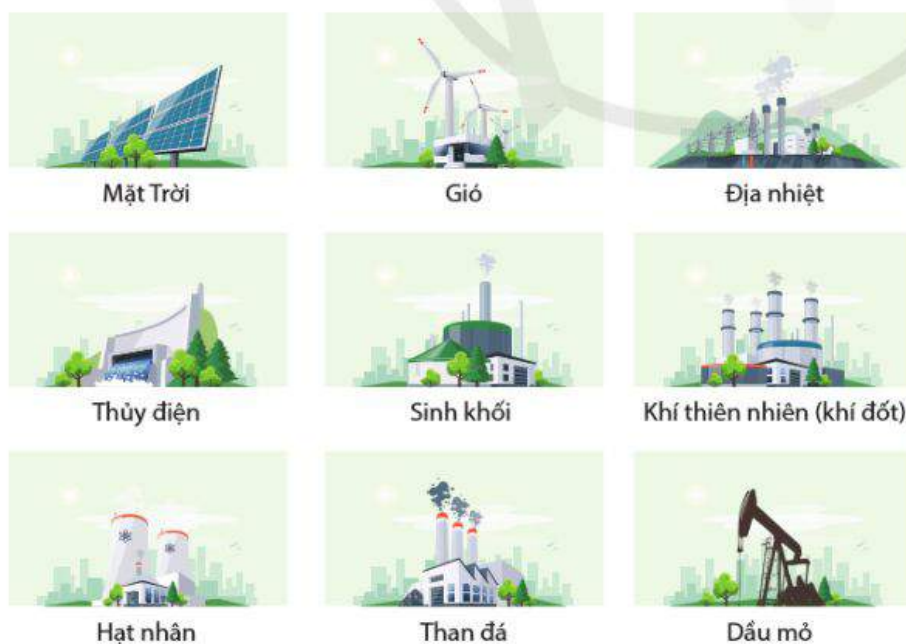 Mặt Trời
Gió
Địa nhiệt
Thủy điện
Sinh khối
Khí thiên nhiên (khí đốt)
Hạt nhân
Than đá
Dầu mỏ